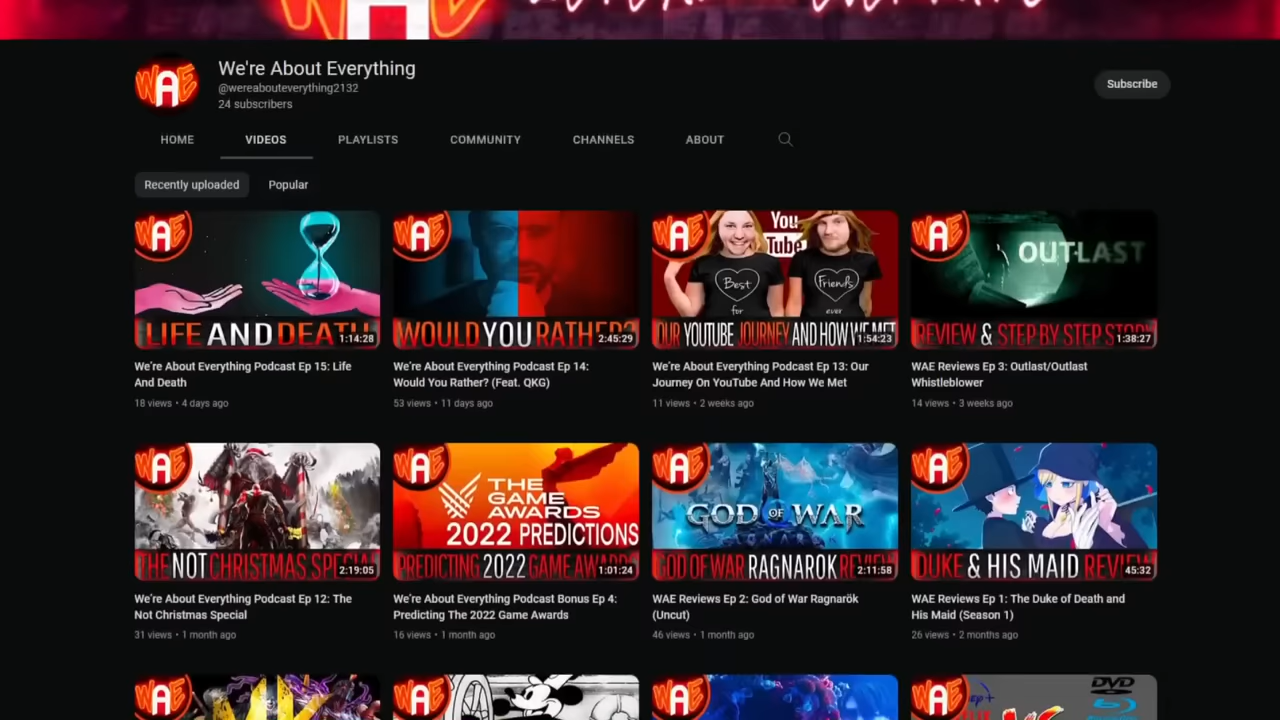 WAE
We're About Everything
@wereabouteverything2132
24 subscribers
Subscribe
HOME
VIDEOS
PLAYLISTS
COMMUNITY
CHANNELS
ABOUT
Recently uploaded
Popular
WAE
LIFE AND DEATH
1:14:28
WAE
WOULD YOU RATHER?
2:45:29
WAE
You
Tube
Best
for
Friends
ever
OUR YOUTUBE JOURNEY AND HOW WE MET
1:54:23
WAE
OUTLAST
REVIEW & STEP BY STEP STORY
1:38:27
We're About Everything Podcast Ep 15: Life
And Death
18 views • 4 days ago
We're About Everything Podcast Ep 14:
Would You Rather? (Feat. QKG)
53 views • 11 days ago
We're About Everything Podcast Ep 13: Our
Journey On YouTube And How We Met
11 views • 2 weeks ago
WAE Reviews Ep 3: Outlast/Outlast
Whistleblower
14 views • 3 weeks ago
WAE
THE NOT CHRISTMAS SPECIAL
2:19:05
WAE
THE
GAME
AWARDS
2022 PREDICTIONS
PREDICTING 2022 GAME AWARDS
1:01:24
WAE
GOD OF WAR
RAGNARÖK
GOD OF WAR RAGNAROK REVIEW
2:11:58
WAE
DUKE & HIS MAID REVIEW
45:32
We're About Everything Podcast Ep 12: The
Not Christmas Special
31 views • 1 month ago
We're About Everything Podcast Bonus Ep 4:
Predicting The 2022 Game Awards
16 views • 1 month ago
WAE Reviews Ep 2: God of War Ragnarök
(Uncut)
46 views • 1 month ago
WAE Reviews Ep 1: The Duke of Death and
His Maid (Season 1)
26 views • 2 months ago
WAE
WAE
WAE
WAE
DVD